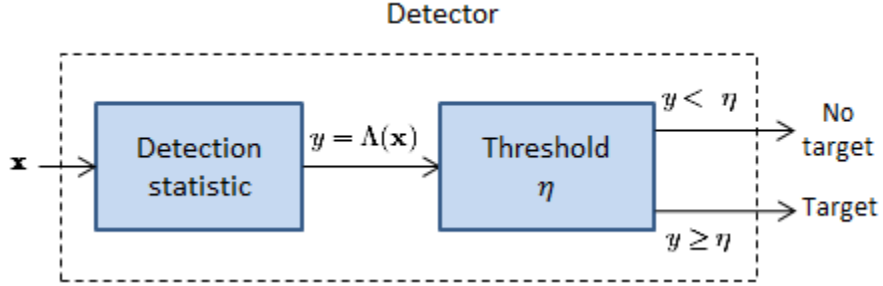 Detector
x
Detection
statistic
y = Λ(x)
Threshold
η
y < η
y ≥ η
No
target
Target